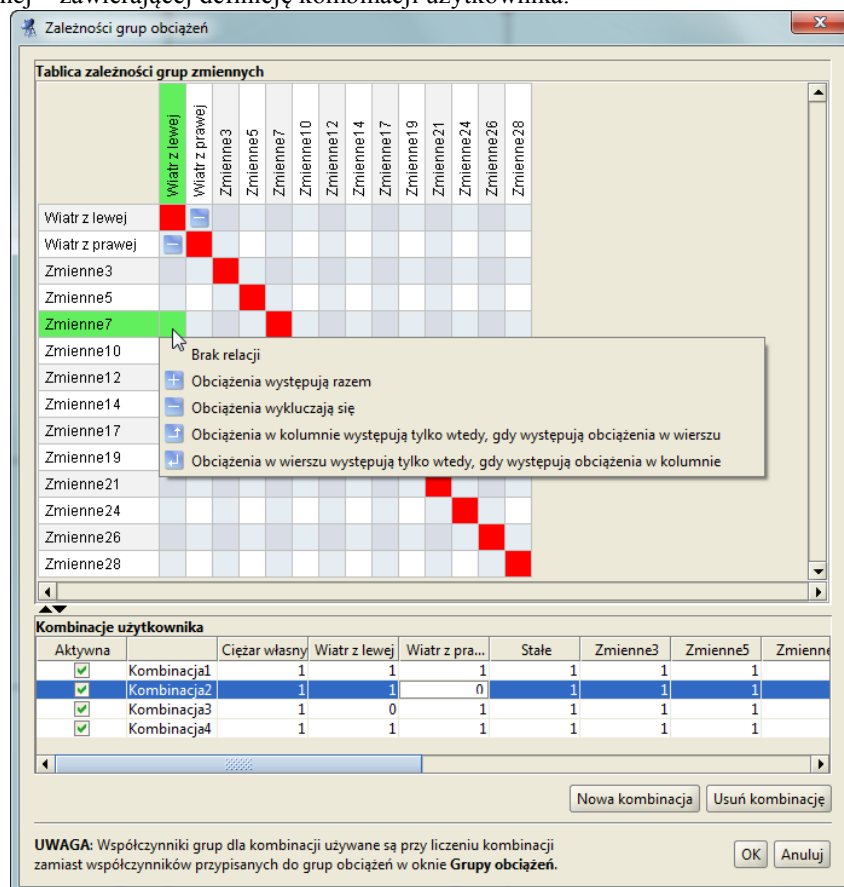 nej – zawierającej definicję kombinacji użytkownika.
Zależności grup obciążeń
Tablica zależności grup zmiennych
Wiatr z lewej
Wiatr z prawej
Zmienne3
Zmienne5
Zmienne7
Zmienne10
Zmienne12
Zmienne14
Zmienne17
Zmienne19
Zmienne21
Zmienne24
Zmienne26
Zmienne28
Wiatr z lewej
Wiatr z prawej
Zmienne3
Zmienne5
Zmienne7
Zmienne10
Zmienne12
Zmienne14
Zmienne17
Zmienne19
Zmienne21
Zmienne24
Zmienne26
Zmienne28
Brak relacji
Obciążenia występują razem
Obciążenia wykluczają się
Obciążenia w kolumnie występują tylko wtedy, gdy występują obciążenia w wierszu
Obciążenia w wierszu występują tylko wtedy, gdy występują obciążenia w kolumnie
Kombinacje użytkownika
Aktywna Ciężar własny Wiatr z lewej Wiatr z pra... Stałe Zmienne3 Zmienne5 Zmienne
Kombinacja1 1 1 1 1 1 1
Kombinacja2 1 1 0 1 1 1
Kombinacja3 1 0 1 1 1 1
Kombinacja4 1 1 1 1 1 1
Nowa kombinacja Usuń kombinację
UWAGA: Współczynniki grup dla kombinacji używane są przy liczeniu kombinacji
zamiast współczynników przypisanych do grup obciążeń w oknie Grupy obciążeń.
OK Anuluj